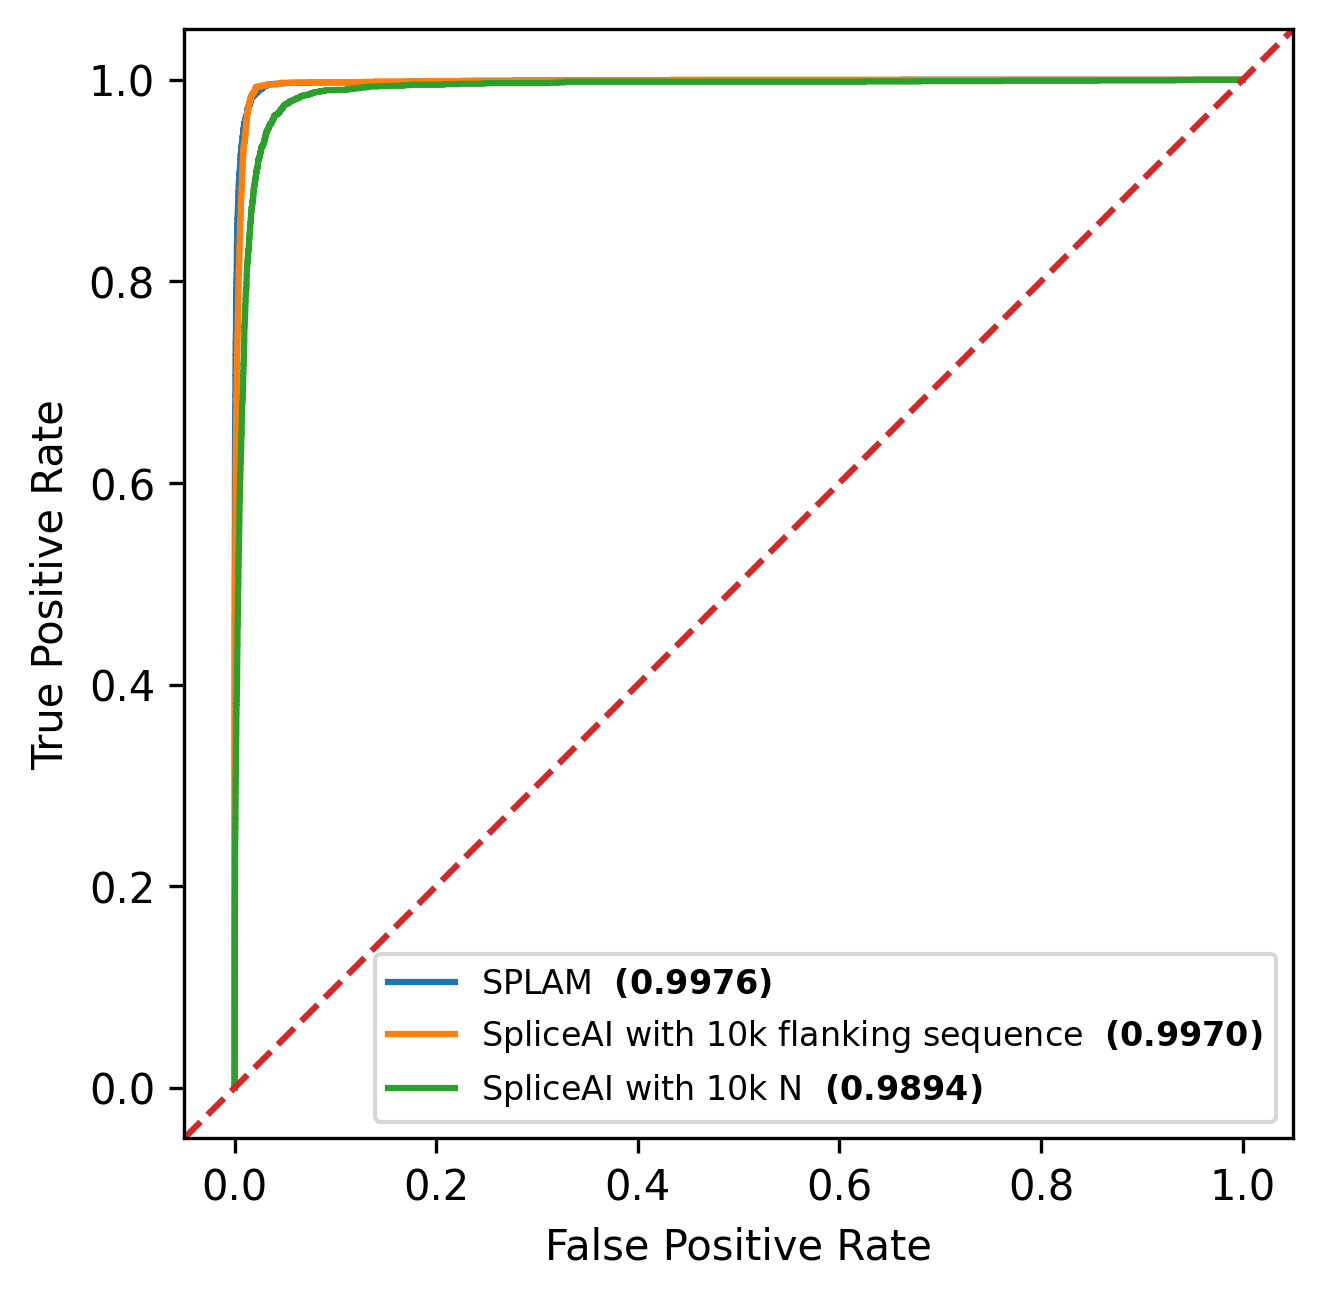 1.0
0.8
0.6
0.4
0.2
0.0
True Positive Rate
SPLAM (0.9976)
SpliceAI with 10k flanking sequence (0.9970)
SpliceAI with 10k N (0.9894)
0.0 0.2 0.4 0.6 0.8 1.0
False Positive Rate